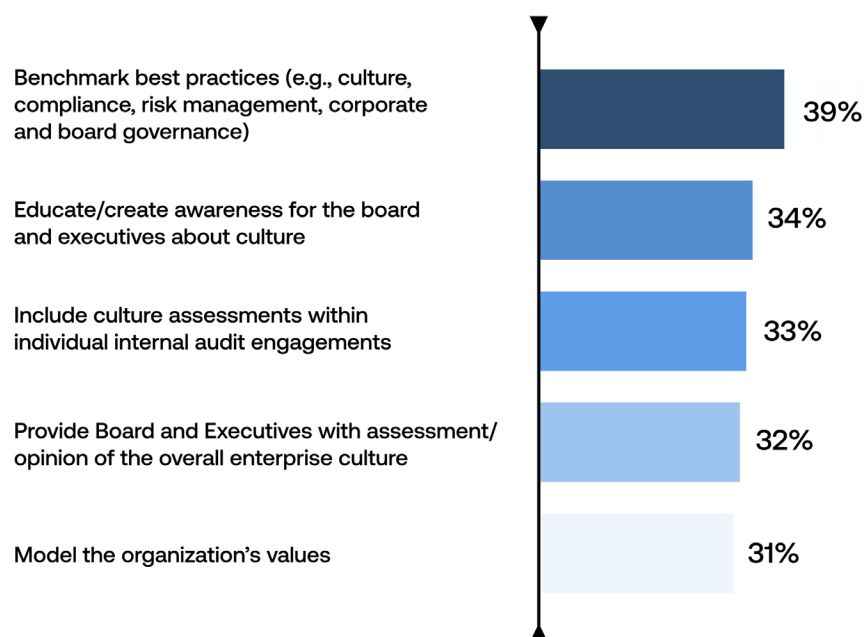 Benchmark best practices (e.g., culture,
compliance, risk management, corporate
and board governance)
39%
Educate/create awareness for the board
and executives about culture
34%
Include culture assessments within
individual internal audit engagements
33%
Provide Board and Executives with assessment/
opinion of the overall enterprise culture
32%
Model the organization’s values
31%